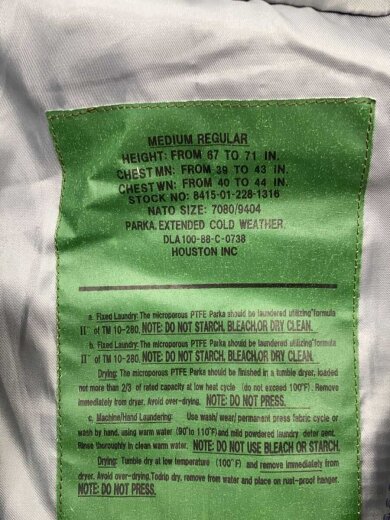 MEDIUM REGULAR
HEIGHT: FROM 67 TO 71 IN.
CHEST MN: FROM 39 TO 43 IN.
CHEST WN: FROM 40 TO 44 IN.
STOCK NO: 8415-01-228-1316
NATO SIZE: 7080/9404
PARKA. EXTENDED COLD WEATHER.
DLA100-88-C-0738
HOUSTON INC
a. Fixed Laundry: The microporous PTFE Parka should be laundered utilizing"formula
II" of TM 10-280. NOTE: DO NOT STARCH, BLEACH,OR DRY CLEAN.
b. Fixed Laundry: The microporous PTFE Parka should be laundered utilizing"formula
II" of TM 10-280. NOTE: DO NOT STARCH, BLEACH,OR DRY CLEAN.
Drying: The microporous PTFE Parka should be finished in a tumble dryer, loaded
not more than 2/3 of rated capacity at low heat cycle (do not exceed 100°F). Remove
immediately from dryer. Avoid over-drying. NOTE: DO NOT PRESS.
c. Machine/Hand Laundering: Use wash/wear/permanent press fabric cycle or
wash by hand, using warm water (90°to 110°F) and mild powdered laundry deter gent.
Rinse thoroughly in clean warm water. NOTE: DO NOT USE BLEACH OR STARCH.
Drying: Tumble dry at low temperature (100°F) and remove immediately from
dryer. Avoid over-drying.Todrip dry, remove from water and place on rust-proof hanger.
NOTE: DO NOT PRESS.